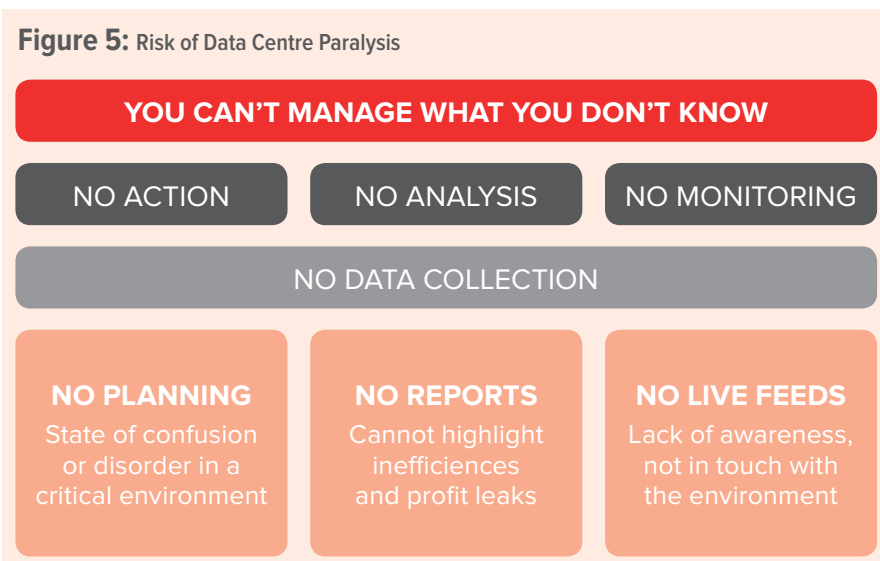 Figure 5: Risk of Data Centre Paralysis
YOU CAN'T MANAGE WHAT YOU DON'T KNOW
NO ACTION
NO ANALYSIS
NO MONITORING
NO DATA COLLECTION
NO PLANNING
State of confusion
or disorder in a
critical environment
NO REPORTS
Cannot highlight
inefficiences
and profit leaks
NO LIVE FEEDS
Lack of awareness,
not in touch with
the environment